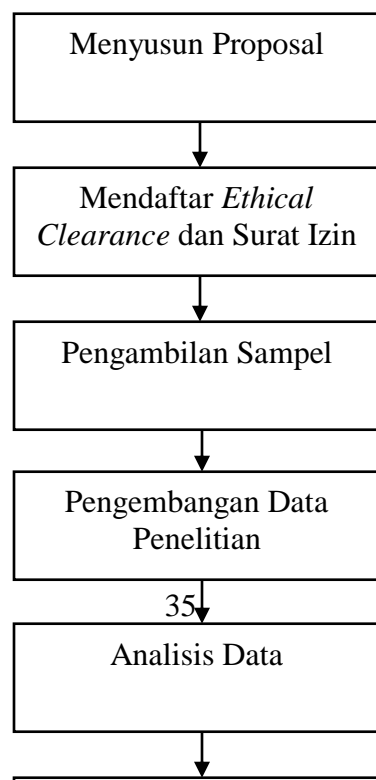 Menyusun Proposal
Mendaftar Ethical
Clearance dan Surat Izin
Pengambilan Sampel
Pengembangan Data
Penelitian
35
Analisis Data